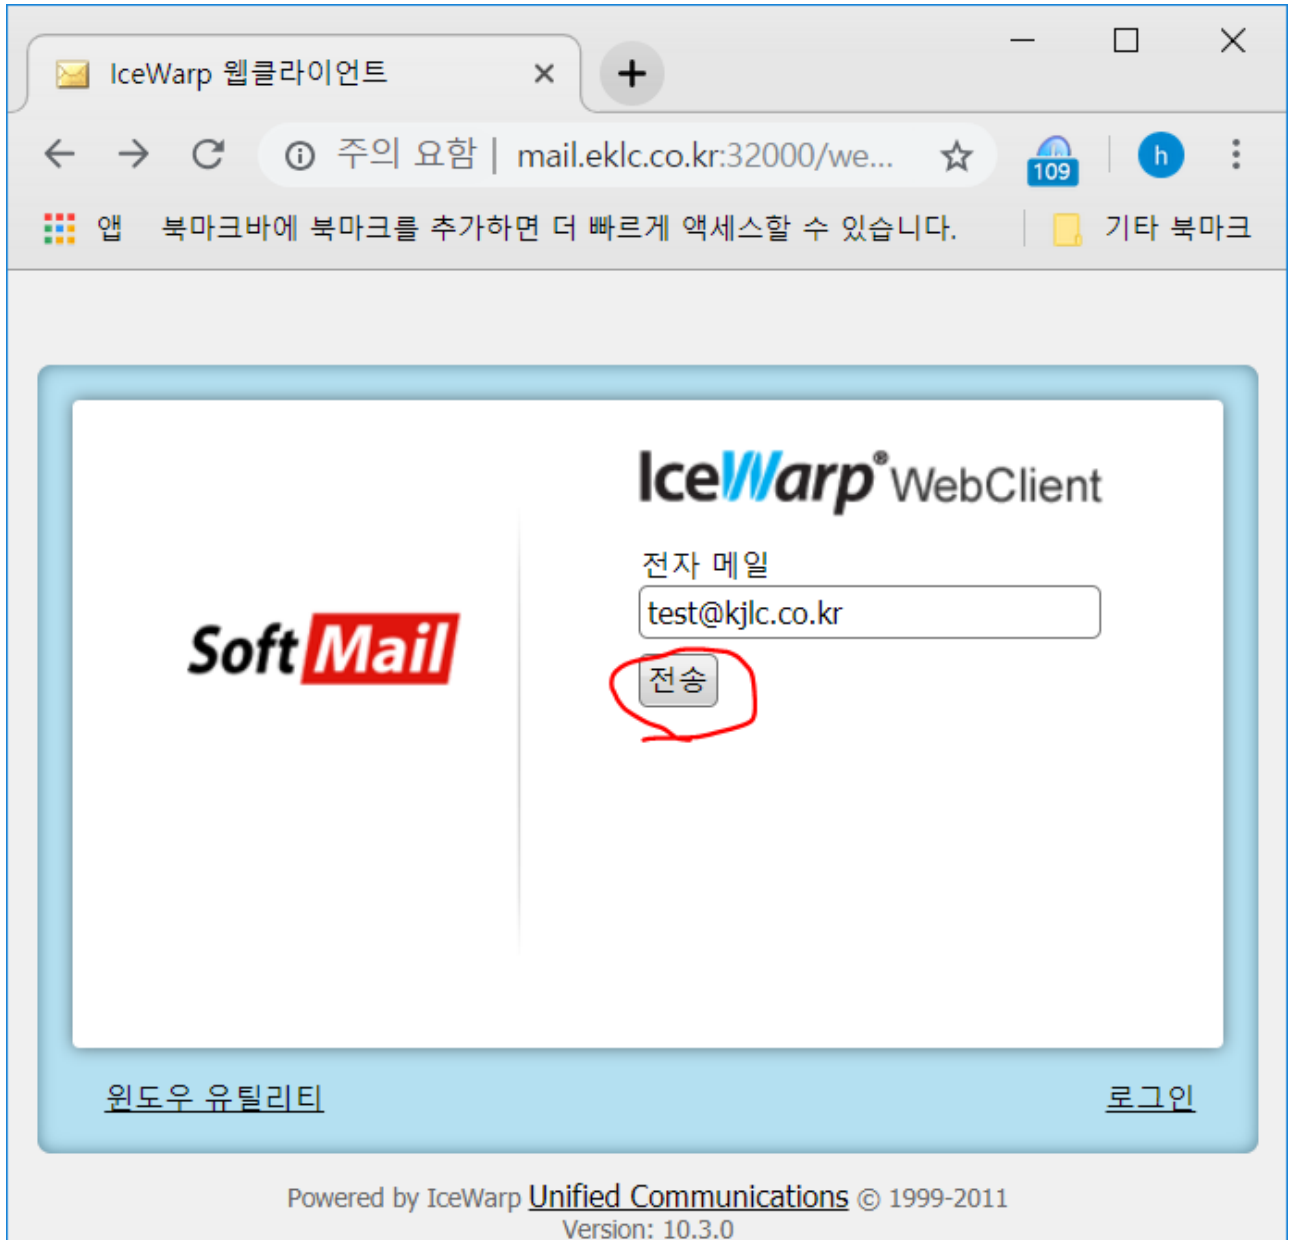 IceWarp 웹클라이언트
주의 요함 | mail.eklc.co.kr:32000/we...
109
h
앱 북마크바에 북마크를 추가하면 더 빠르게 액세스할 수 있습니다. 기타 북마크
IceWarp® WebClient
전자 메일
test@kjlc.co.kr
Soft Mail
전송
윈도우 유틸리티
로그인
Powered by IceWarp Unified Communications © 1999-2011
Version: 10.3.0